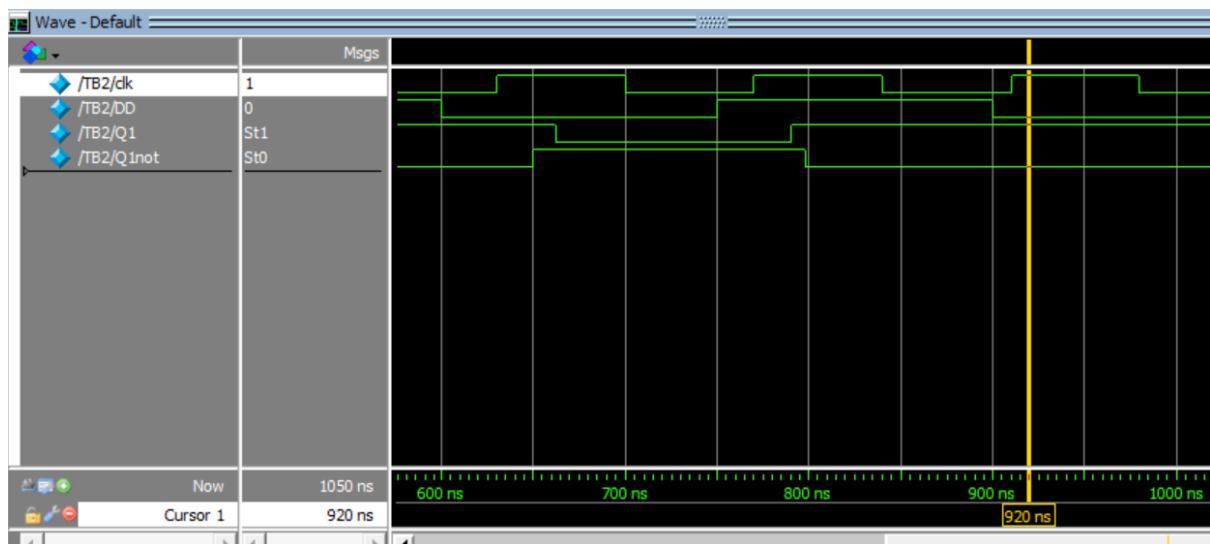 Wave - Default
Msgs
/TB2/clk 1
/TB2/DD 0
/TB2/Q1 St1
/TB2/Q1not St0
Now 1050 ns
600 ns 700 ns 800 ns 900 ns 1000 ns
Cursor 1 920 ns
920 ns